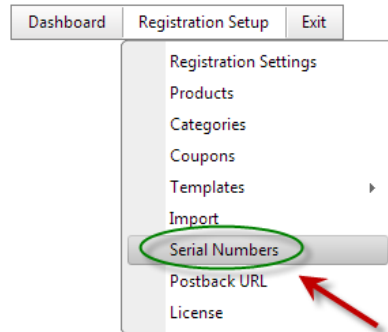 Dashboard Registration Setup Exit
Registration Settings
Products
Categories
Coupons
Templates
Import
Serial Numbers
Postback URL
License